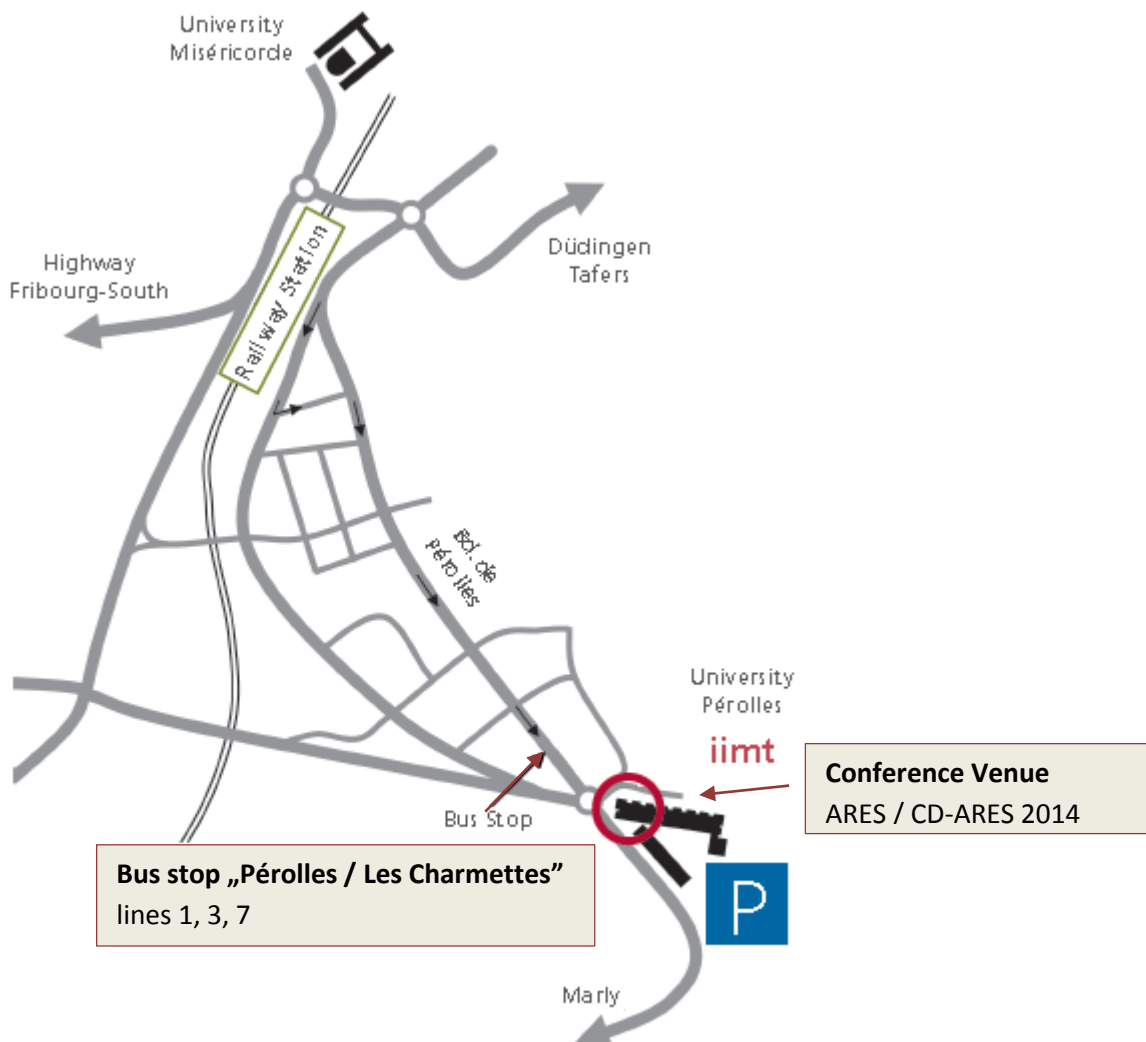 University
Miséricorde
Highway
Fribourg-South
Railway Station
Düdingen
Tafers
Bd. de
Pérolles
University
Pérolles
iimt
Conference Venue
ARES / CD-ARES 2014
Bus Stop
Bus stop „Pérolles / Les Charmettes”
lines 1, 3, 7
P
Marly